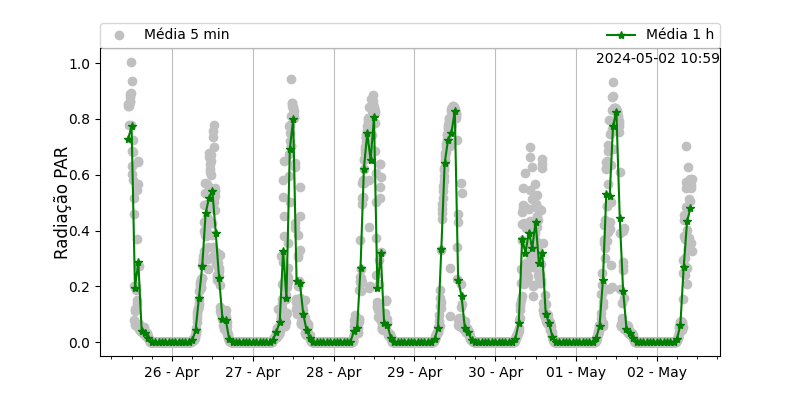 Média 5 min
Média 1 h
2024-05-02 10:59
Radiação PAR
1.0
0.8
0.6
0.4
0.2
0.0
26 - Apr
27 - Apr
28 - Apr
29 - Apr
30 - Apr
01 - May
02 - May